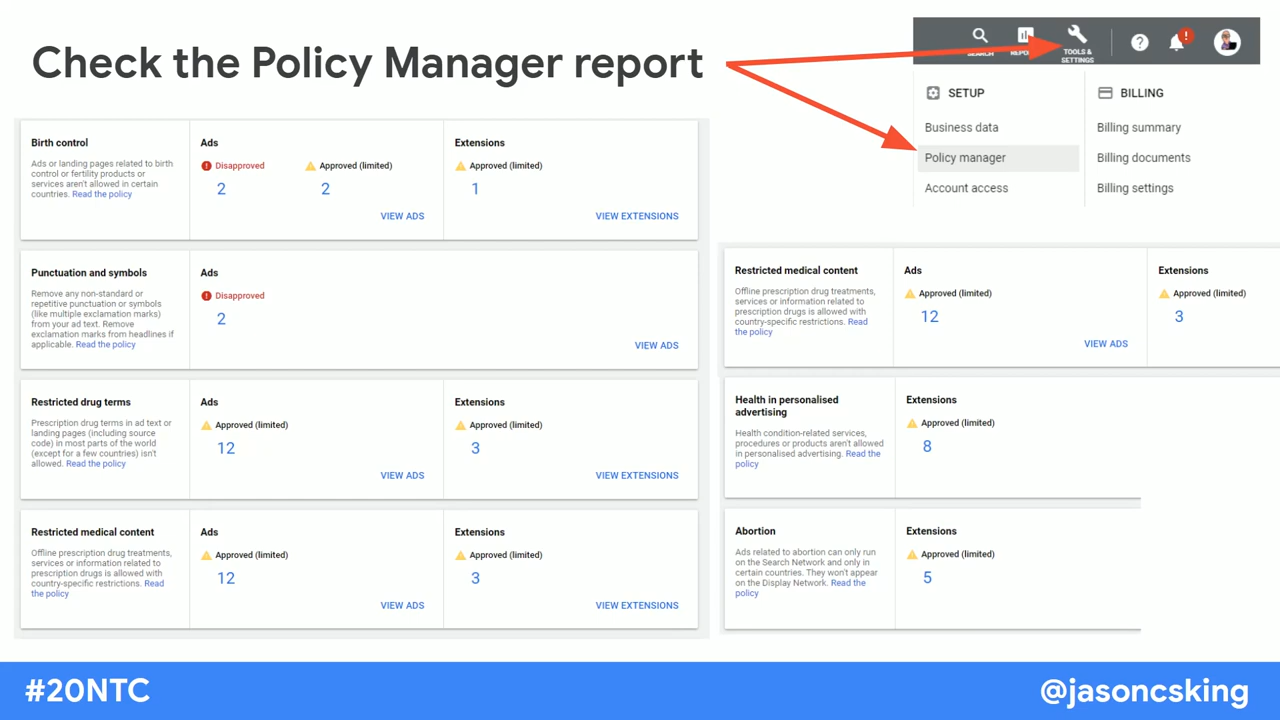 Check the Policy Manager report
TOOLS &
SETTINGS
SETUP
BILLING
Business data
Billing summary
Policy manager
Billing documents
Account access
Billing settings
Birth control
Ads or landing pages related to birth
control or fertility products or
services aren't allowed in certain
countries. Read the policy
Ads
Disapproved
Approved (limited)
2
2
VIEW ADS
Extensions
Approved (limited)
1
VIEW EXTENSIONS
Punctuation and symbols
Remove any non-standard or
repetitive punctuation or symbols
(like multiple exclamation marks)
from your ad text. Remove
exclamation marks from headlines if
applicable. Read the policy
Ads
Disapproved
2
VIEW ADS
Restricted drug terms
Prescription drug terms in ad text or
landing pages (including source
code) in most parts of the world
(except for a few countries) isn't
allowed. Read the policy
Ads
Approved (limited)
12
VIEW ADS
Extensions
Approved (limited)
3
VIEW EXTENSIONS
Restricted medical content
Offline prescription drug treatments,
services or information related to
prescription drugs is allowed with
country-specific restrictions. Read
the policy
Ads
Approved (limited)
12
VIEW ADS
Extensions
Approved (limited)
3
VIEW EXTENSIONS
Restricted medical content
Offline prescription drug treatments,
services or information related to
prescription drugs is allowed with
country-specific restrictions. Read
the policy
Ads
Approved (limited)
12
VIEW ADS
Extensions
Approved (limited)
3
Health in personalised
advertising
Health condition-related services,
procedures or products aren't allowed
in personalised advertising. Read the
policy
Extensions
Approved (limited)
8
Abortion
Ads related to abortion can only run
on the Search Network and only in
certain countries. They won't appear
on the Display Network. Read the
policy
Extensions
Approved (limited)
5
#20NTC
@jasoncsking